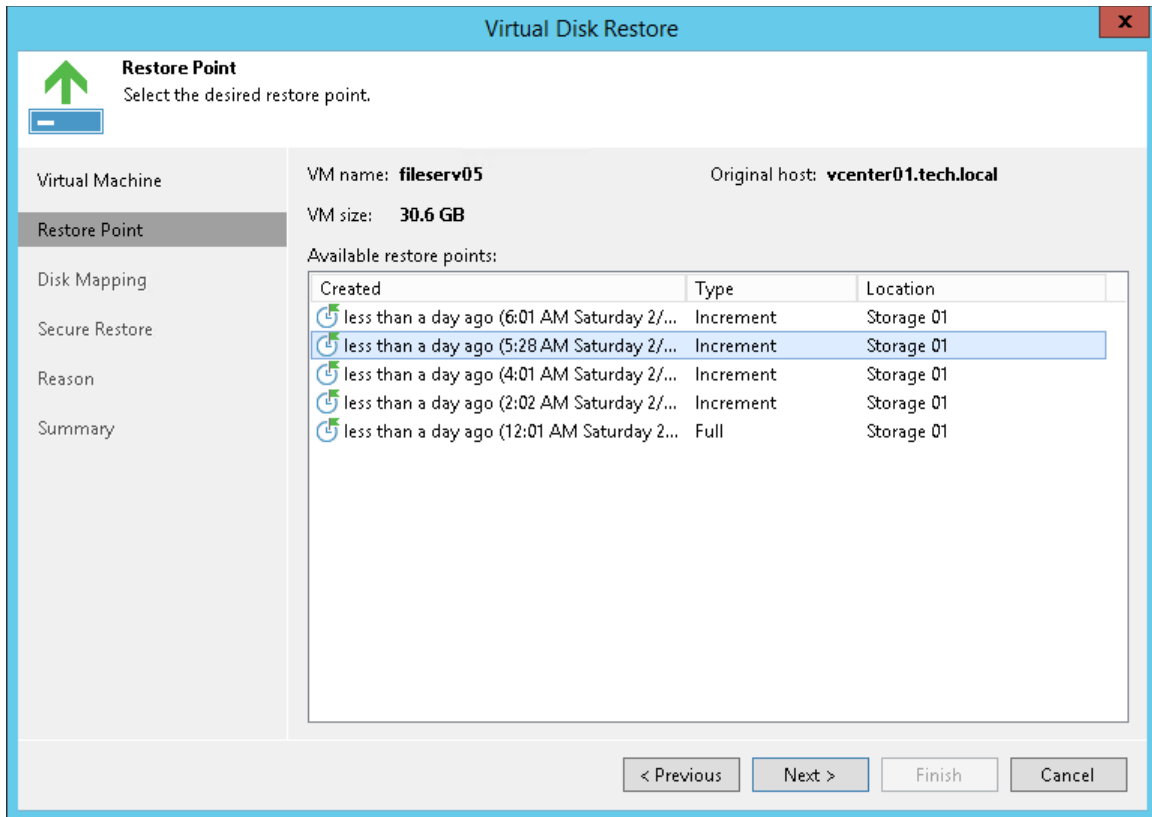 Virtual Disk Restore
x
Restore Point
Select the desired restore point.
Virtual Machine
Restore Point
Disk Mapping
Secure Restore
Reason
Summary
VM name: fileserv05 Original host: vcenter01.tech.local
VM size: 30.6 GB
Available restore points:
Created Type Location
less than a day ago (6:01 AM Saturday 2/... Increment Storage 01
less than a day ago (5:28 AM Saturday 2/... Increment Storage 01
less than a day ago (4:01 AM Saturday 2/... Increment Storage 01
less than a day ago (2:02 AM Saturday 2/... Increment Storage 01
less than a day ago (12:01 AM Saturday 2... Full Storage 01
< Previous Next > Finish Cancel